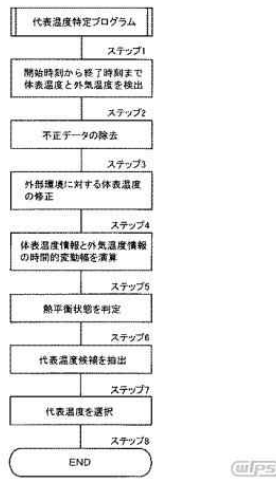 代表温度特定プログラム
ステップ1
開始時刻から終了時刻まで
体表温度と外気温度を検出
ステップ2
不正データの除去
ステップ3
外部環境に対する体表温度
の修正
ステップ4
体表温度情報と外気温度情報
の時間的変動幅を演算
ステップ5
熱平衡状態を判定
ステップ6
代表温度候補を抽出
ステップ7
代表温度を選択
ステップ8
END
wips